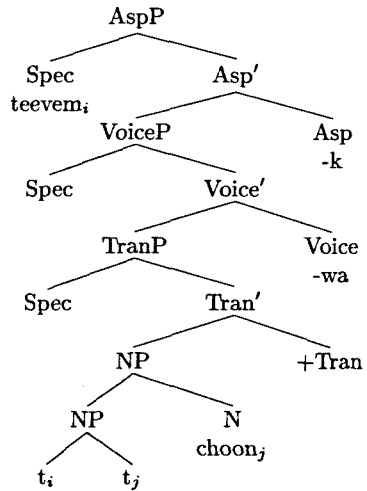 AspP
Spec Asp′
teevemᵢ
VoiceP Asp
-k
Spec Voice′
TranP Voice
-wa
Spec Tran′
NP +Tran
NP N
choonⱼ
tᵢ tⱼ